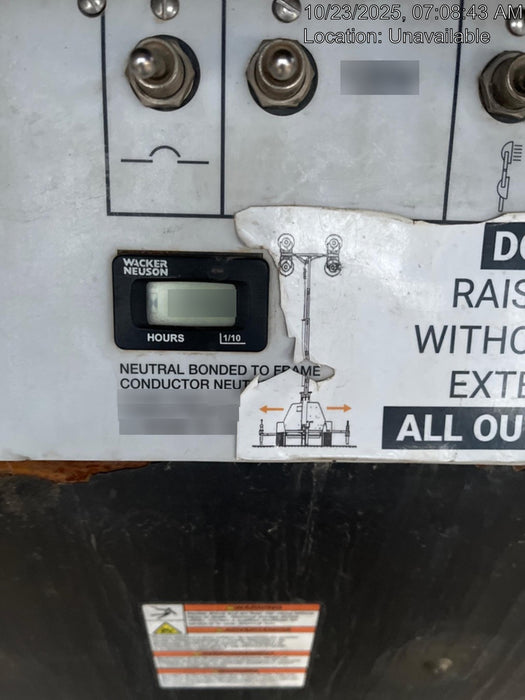 10/23/2025, 07:08:43 AM
Location: Unavailable
WACKER
NEUSON
HOURS 1/10
NEUTRAL BONDED TO FRAME
CONDUCTOR NEUT
DO
RAIS
WITHO
EXTE
ALL OU